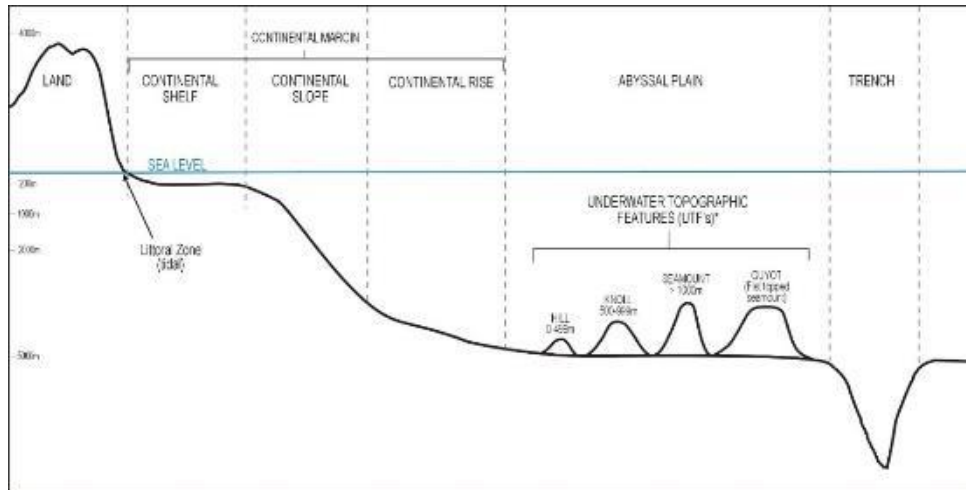 4000m
CONTINENTAL MARGIN
LAND
CONTINENTAL
SHELF
CONTINENTAL
SLOPE
CONTINENTAL RISE
ABYSSAL PLAIN
TRENCH
SEA LEVEL
200m
1000m
2000m
Littoral Zone
(tidal)
UNDERWATER TOPOGRAPHIC
FEATURES (UTF's)*
HILL
0-499m
KNOLL
500-999m
SEAMOUNT
> 1000m
GUYOT
(Flat topped
seamount)
5000m